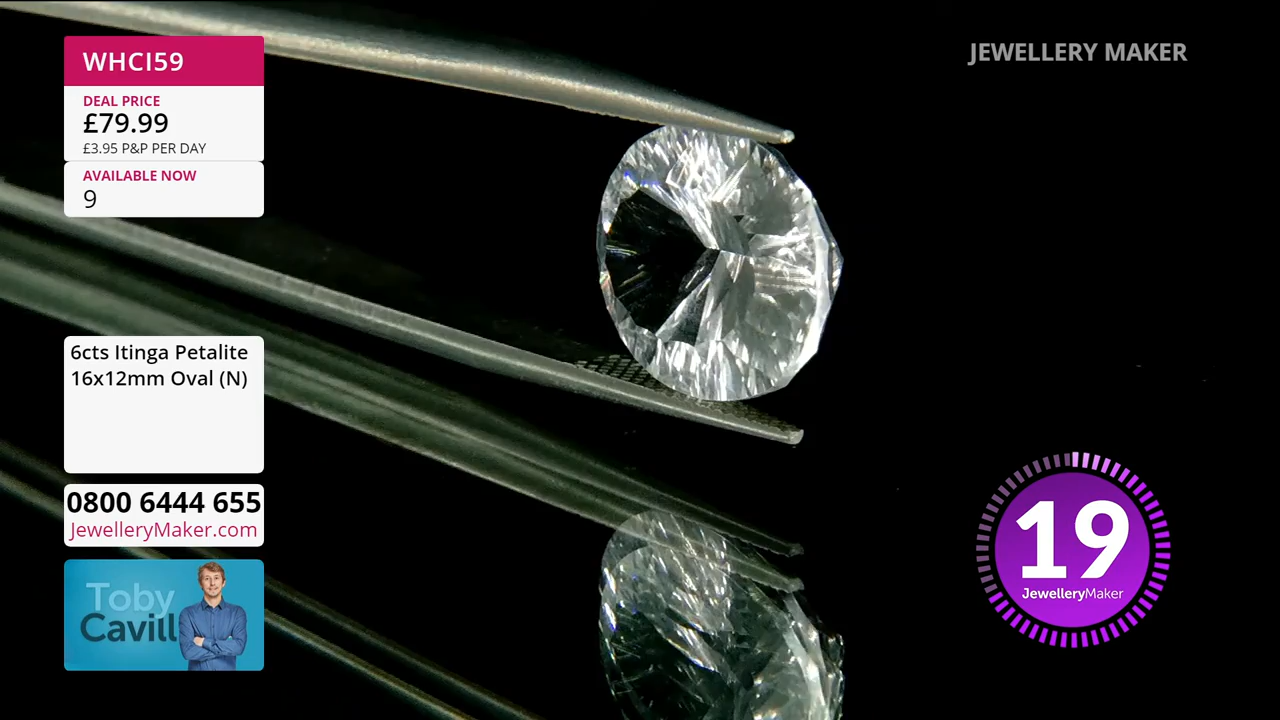 WHCI59
DEAL PRICE
£79.99
£3.95 P&P PER DAY
AVAILABLE NOW
9
6cts Itinga Petalite
16x12mm Oval (N)
0800 6444 655
JewelleryMaker.com
Toby
Cavill
JEWELLERY MAKER
19
JewelleryMaker